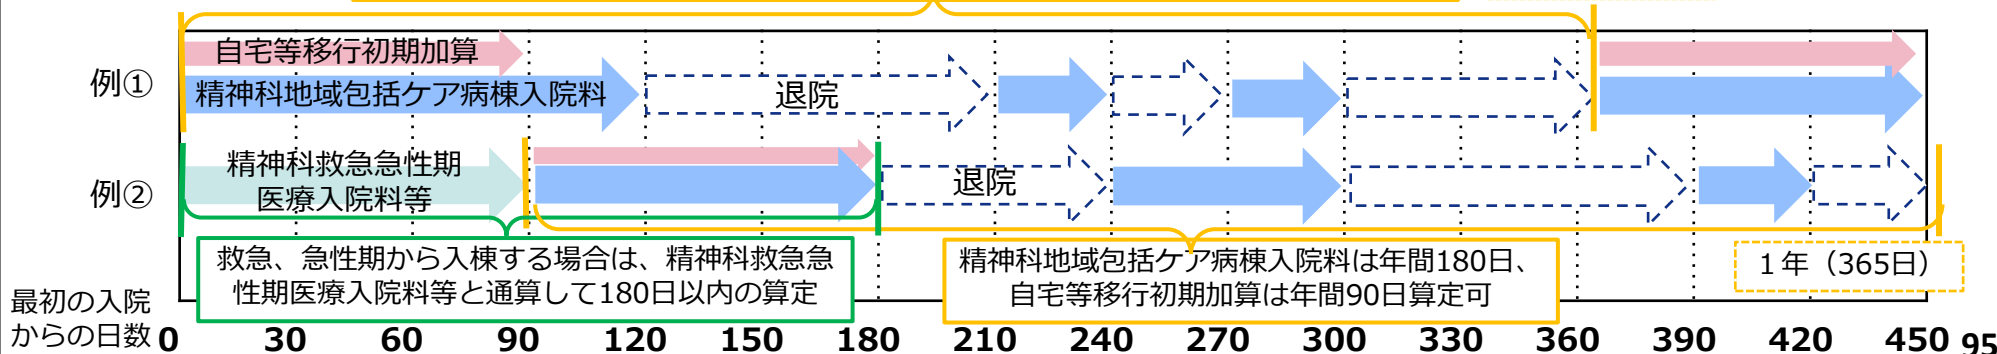 例①
自宅等移行初期加算
精神科地域包括ケア病棟入院料
退院
例②
精神科救急急性期
医療入院料等
退院
救急、急性期から入棟する場合は、精神科救急急
性期医療入院料等と通算して180日以内の算定
精神科地域包括ケア病棟入院料は年間180日、
自宅等移行初期加算は年間90日算定可
１年（365日）
最初の入院
からの日数
0 30 60 90 120 150 180 210 240 270 300 330 360 390 420 450
95